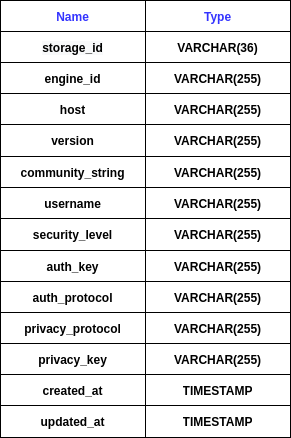 Name Type
storage_id VARCHAR(36)
engine_id VARCHAR(255)
host VARCHAR(255)
version VARCHAR(255)
community_string VARCHAR(255)
username VARCHAR(255)
security_level VARCHAR(255)
auth_key VARCHAR(255)
auth_protocol VARCHAR(255)
privacy_protocol VARCHAR(255)
privacy_key VARCHAR(255)
created_at TIMESTAMP
updated_at TIMESTAMP